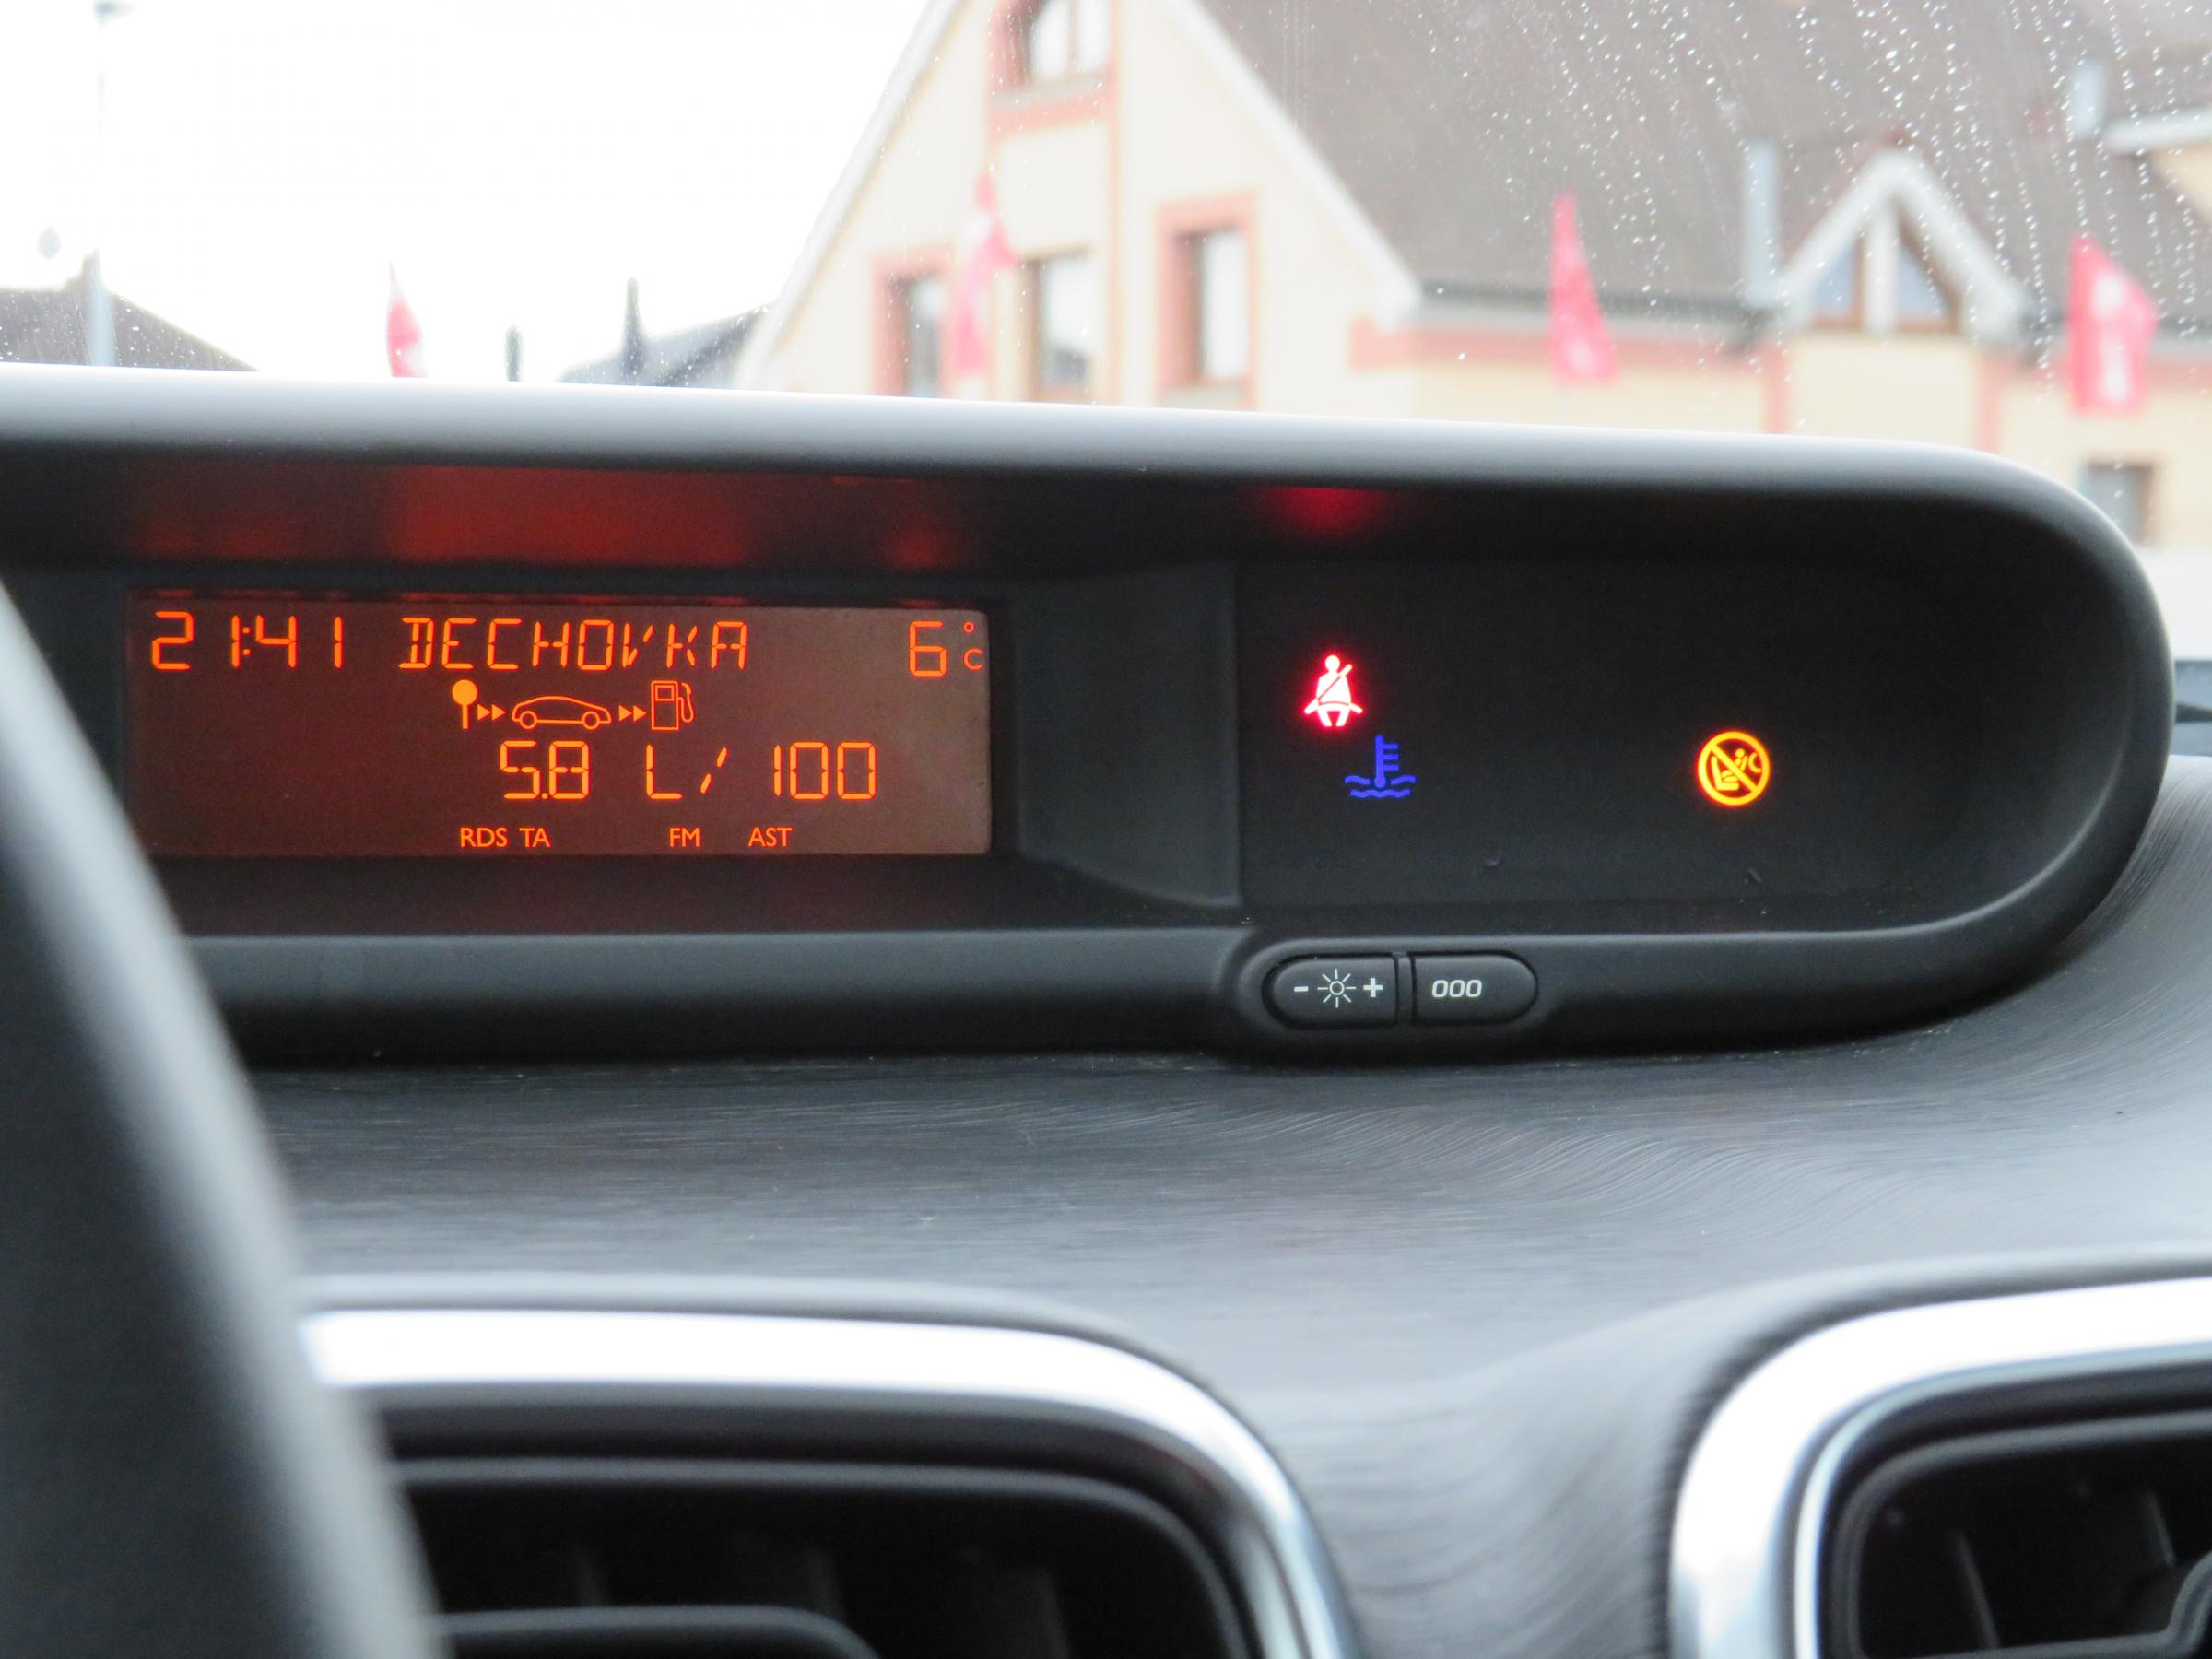 21:41 DECHOVKA 6°C
5.8 L/100
RDS TA FM AST
- + 000